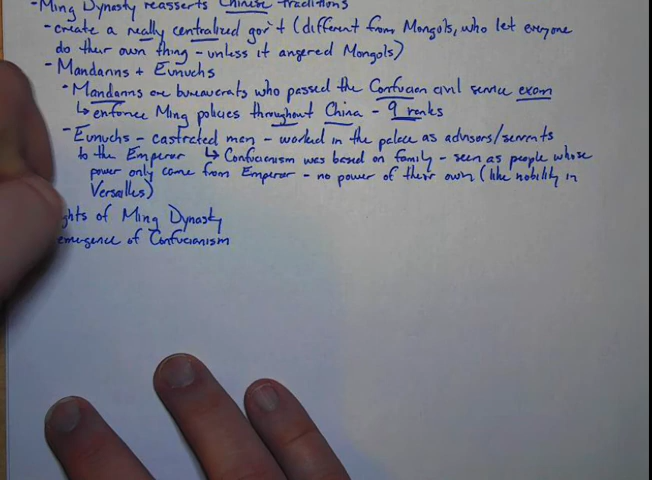 -Ming Dynasty reasserts Chinese traditions
-create a really centralized gov't (different from Mongols, who let everyone
do their own thing - unless it angered Mongols)
-Mandarins + Eunuchs
-Mandarins are bureaucrats who passed the Confucian civil service exam
↳ enforce Ming policies throughout China - 9 ranks
-Eunuchs - castrated men - worked in the palace as advisors/servants
to the Emperor ↳ Confucianism was based on family - seen as people whose
power only came from Emperor - no power of their own (like nobility in
Versailles)
ghts of Ming Dynasty
emergence of Confucianism